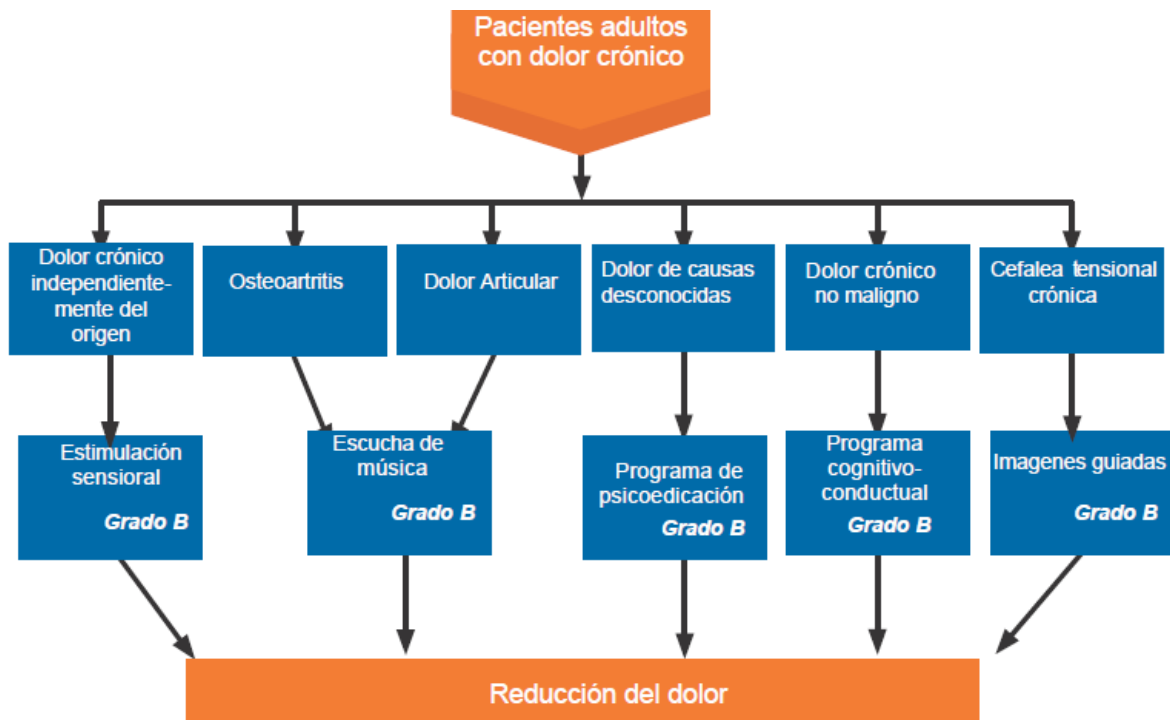 Pacientes adultos
con dolor crónico
Dolor crónico
independiente-
mente del
origen
Osteoartritis
Dolor Articular
Dolor de causas
desconocidas
Dolor crónico
no maligno
Cefalea tensional
crónica
Estimulación
sensioral
Grado B
Escucha de
música
Grado B
Programa de
psicoedicación
Grado B
Programa
cognitivo-
conductual
Grado B
Imagenes guiadas
Grado B
Reducción del dolor